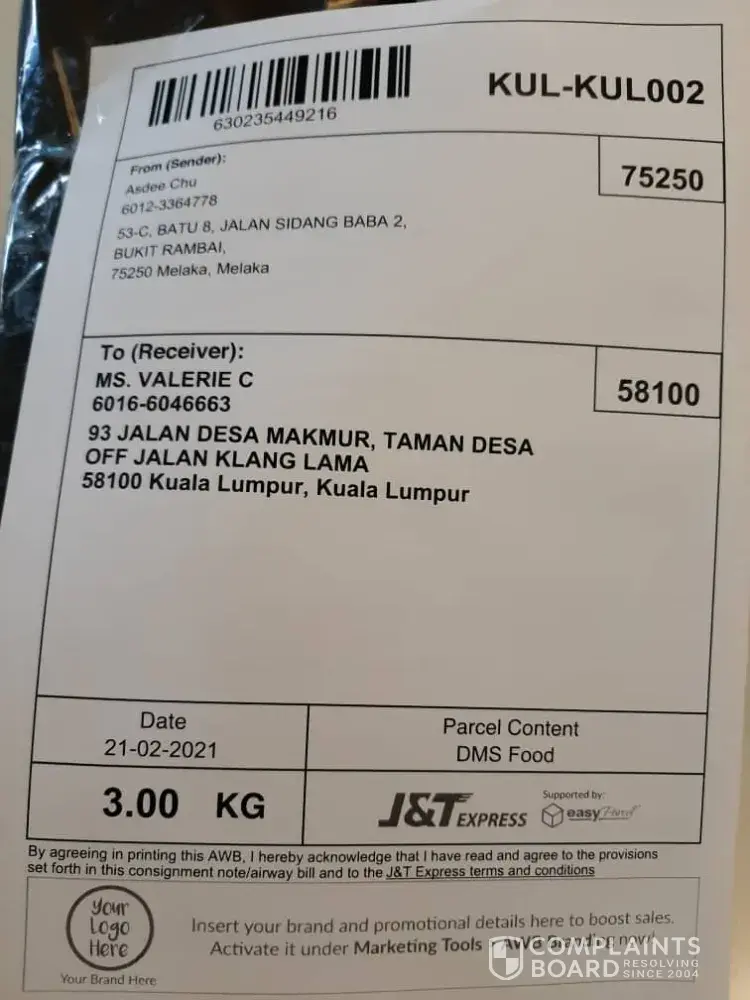 KUL-KUL002
630235449216
From (Sender):
75250
Asdee Chu
6012-3364778
53-C, BATU 8, JALAN SIDANG BABA 2,
BUKIT RAMBAI,
75250 Melaka, Melaka
To (Receiver):
58100
MS. VALERIE C
6016-6046663
93 JALAN DESA MAKMUR, TAMAN DESA
OFF JALAN KLANG LAMA
58100 Kuala Lumpur, Kuala Lumpur
Date
21-02-2021
Parcel Content
DMS Food
3.00 KG
J&T EXPRESS
Supported by:
easyParcel
By agreeing in printing this AWB, I hereby acknowledge that I have read and agree to the provisions
set forth in this consignment note/airway bill and to the J&T Express terms and conditions
Your
Logo
Here
Your Brand Here
Insert your brand and promotional details here to boost sales.
Activate it under Marketing Tools - AWB Branding now!
COMPLAINTS
BOARD RESOLVING
SINCE 2004